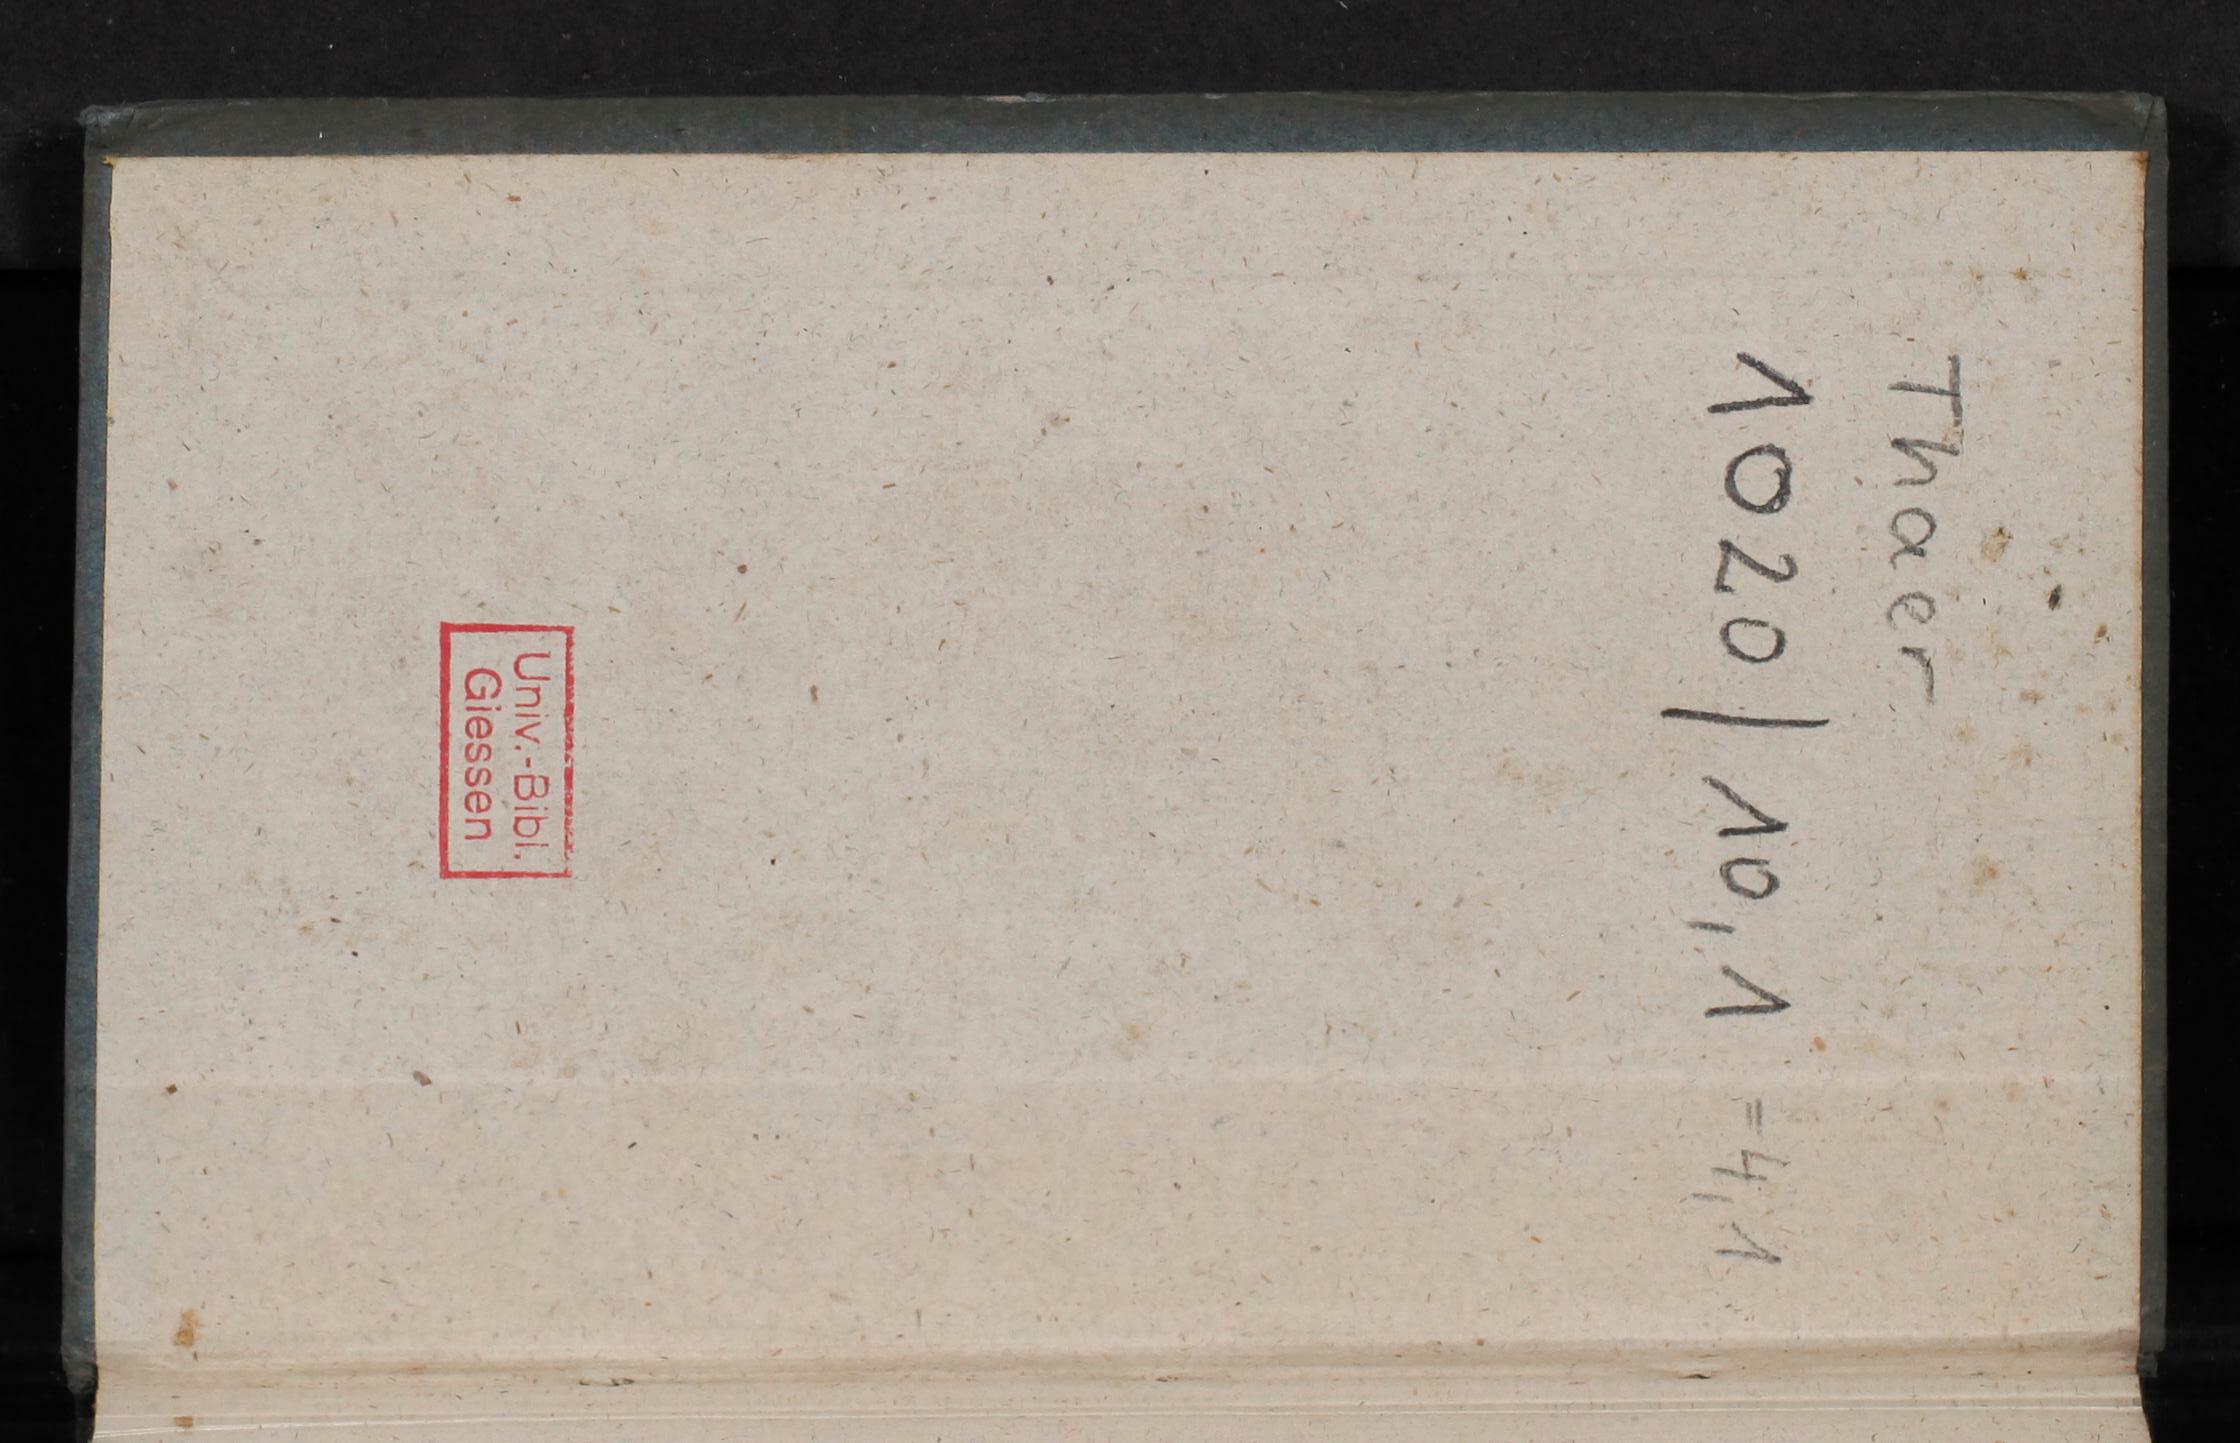 Thaer
1020 | 10,1 = 4,1
Univ.-Bibl.
Giessen